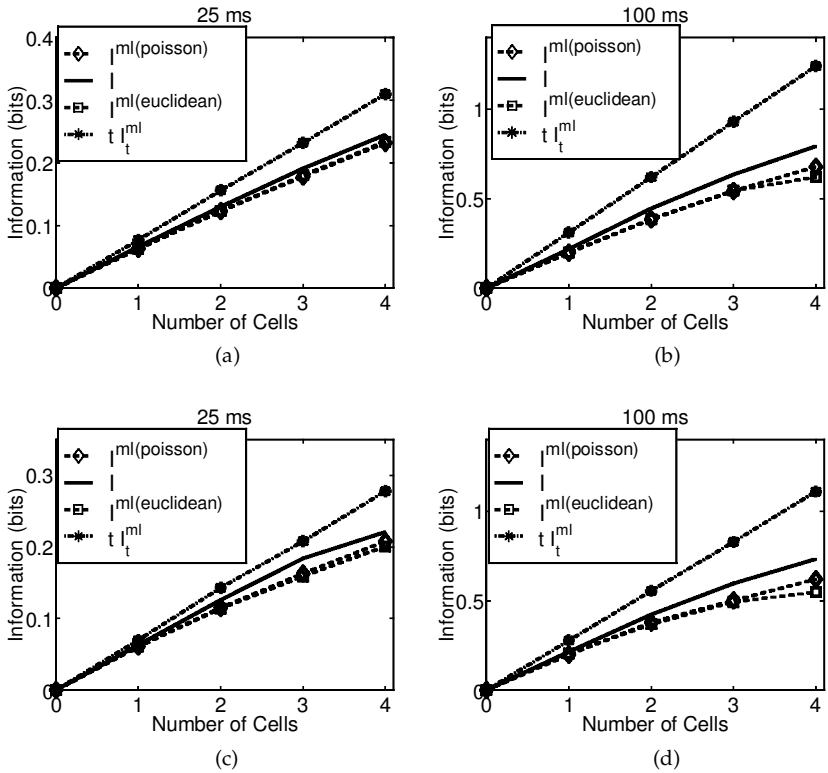 25 ms
0.4
0.3
0.2
0.1
0
I^ml(poisson)
I
I^ml(euclidean)
t I_t^ml
Information (bits)
0 1 2 3 4
Number of Cells
(a)
100 ms
1
0.5
0
I^ml(poisson)
I
I^ml(euclidean)
t I_t^ml
Information (bits)
0 1 2 3 4
Number of Cells
(b)
25 ms
0.3
0.2
0.1
0
I^ml(poisson)
I
I^ml(euclidean)
t I_t^ml
Information (bits)
0 1 2 3 4
Number of Cells
(c)
100 ms
1
0.5
0
I^ml(poisson)
I
I^ml(euclidean)
t I_t^ml
Information (bits)
0 1 2 3 4
Number of Cells
(d)